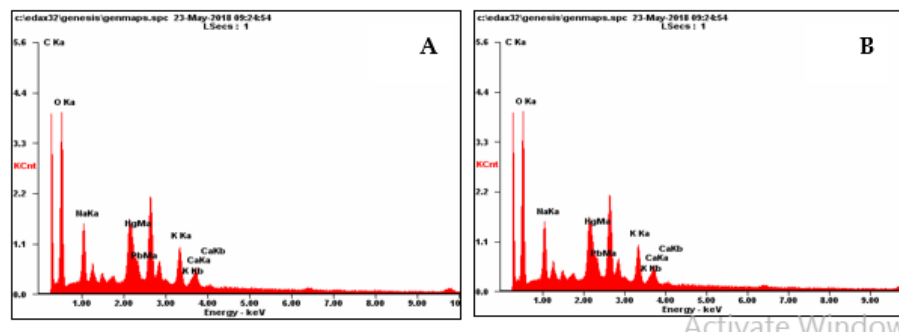 c:\edax32\genesis\genmaps.spc 23-May-2018 09:24:54
LSecs : 1
A
5.6
C Ka
4.4
O Ka
3.3
KCnt
2.2
NaKa
HgMa
1.1
K Ka
CaKb
PbMa
CaKa
K Kb
0.0
1.00 2.00 3.00 4.00 5.00 6.00 7.00 8.00 9.00 10
Energy - keV
c:\edax32\genesis\genmaps.spc 23-May-2018 09:24:54
LSecs : 1
B
5.6
C Ka
4.4
O Ka
3.3
KCnt
2.2
NaKa
HgMa
1.1
K Ka
CaKb
PbMa
CaKa
K Kb
0.0
1.00 2.00 3.00 4.00 5.00 6.00 7.00 8.00 9.00
Energy - keV
Activate Window